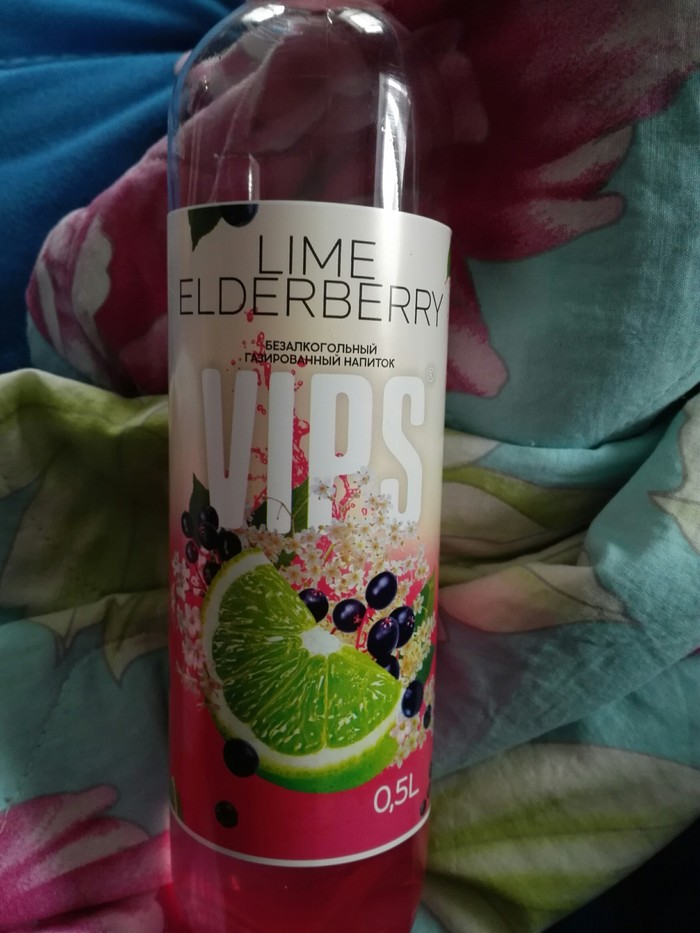 LIME
ELDERBERRY
БЕЗАЛКОГОЛЬНЫЙ
ГАЗИРОВАННЫЙ НАПИТОК
VIPS®
0,5L